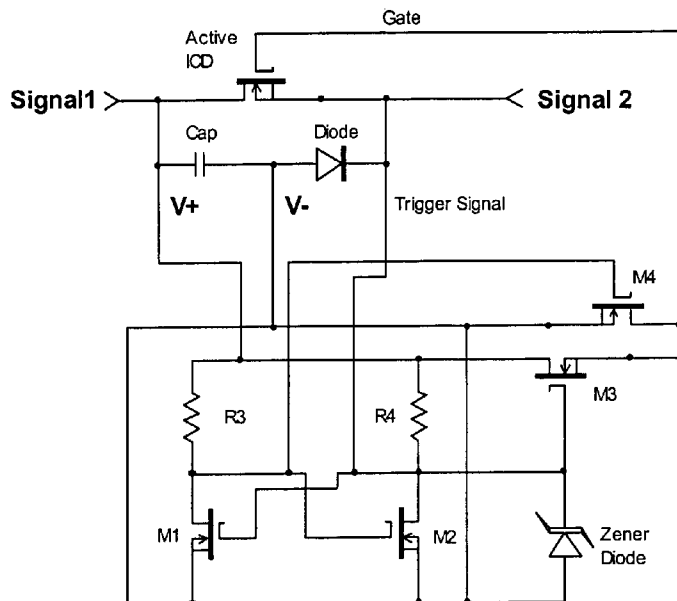 Gate
Active
ICD
Signal1
Signal 2
Cap
Diode
V+
V-
Trigger Signal
M4
R3
R4
M3
M1
M2
Zener
Diode